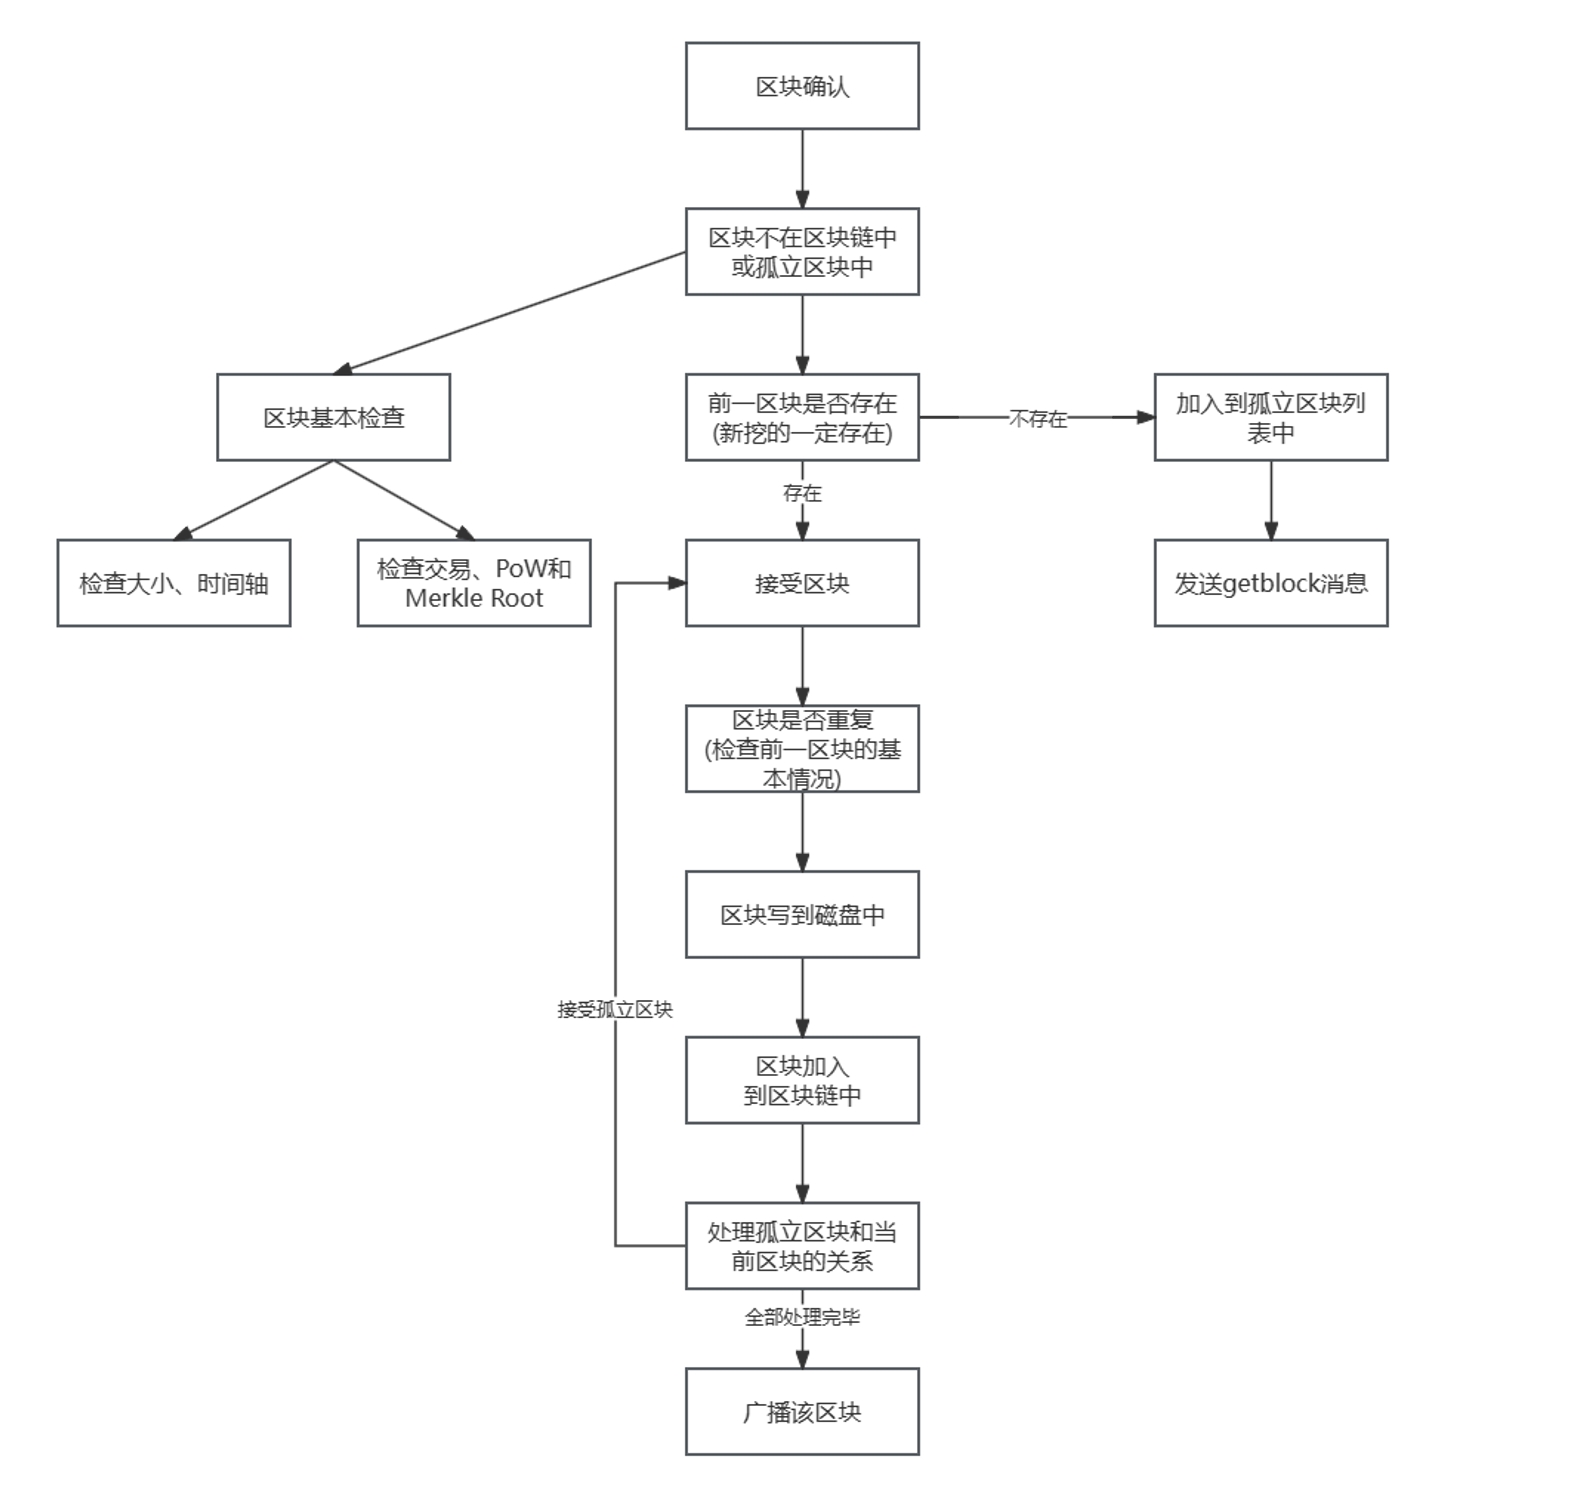 区块确认
区块不在区块链中
或孤立区块中
区块基本检查
前一区块是否存在
(新挖的一定存在)
不存在
加入到孤立区块列
表中
存在
检查大小、时间轴
检查交易、PoW和
Merkle Root
接受区块
发送getblock消息
区块是否重复
(检查前一区块的基
本情况)
区块写到磁盘中
接受孤立区块
区块加入
到区块链中
处理孤立区块和当
前区块的关系
全部处理完毕
广播该区块